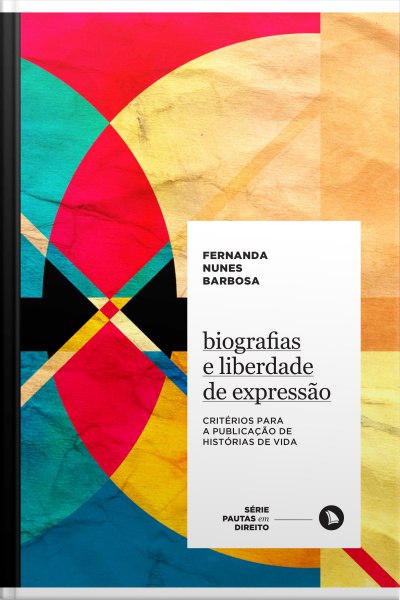 FERNANDA
NUNES
BARBOSA
biografias
e liberdade
de expressão
CRITÉRIOS PARA
A PUBLICAÇÃO DE
HISTÓRIAS DE VIDA
SÉRIE
PAUTAS em
DIREITO